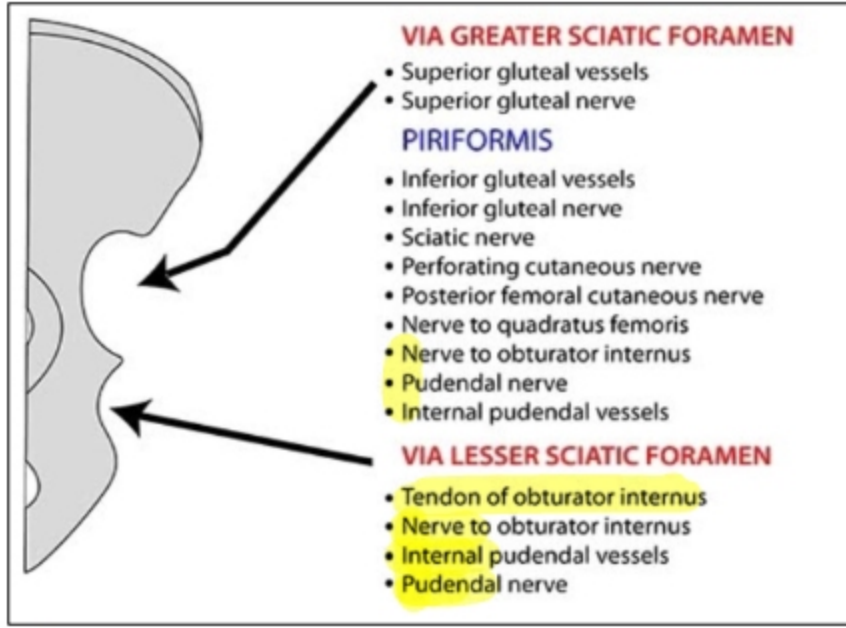 VIA GREATER SCIATIC FORAMEN
• Superior gluteal vessels
• Superior gluteal nerve
PIRIFORMIS
• Inferior gluteal vessels
• Inferior gluteal nerve
• Sciatic nerve
• Perforating cutaneous nerve
• Posterior femoral cutaneous nerve
• Nerve to quadratus femoris
• Nerve to obturator internus
• Pudendal nerve
• Internal pudendal vessels
VIA LESSER SCIATIC FORAMEN
• Tendon of obturator internus
• Nerve to obturator internus
• Internal pudendal vessels
• Pudendal nerve